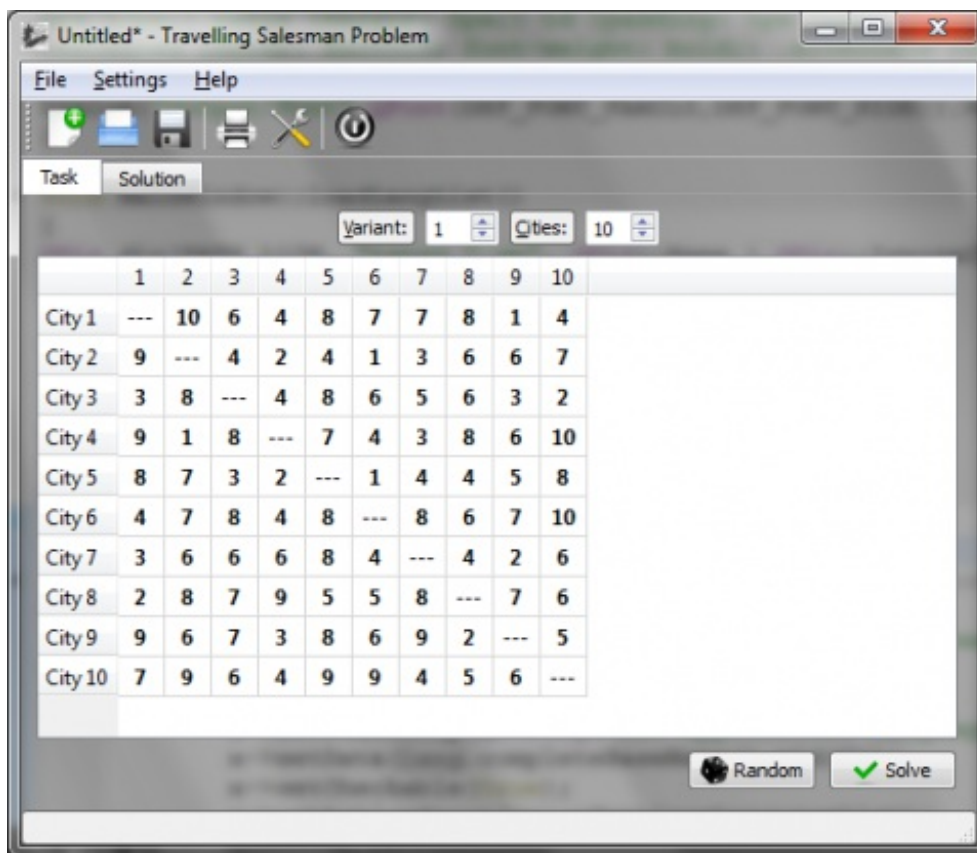 Untitled* - Travelling Salesman Problem
File Settings Help
Task Solution
Variant: 1 Cities: 10
1 2 3 4 5 6 7 8 9 10
City 1 --- 10 6 4 8 7 7 8 1 4
City 2 9 --- 4 2 4 1 3 6 6 7
City 3 3 8 --- 4 8 6 5 6 3 2
City 4 9 1 8 --- 7 4 3 8 6 10
City 5 8 7 3 2 --- 1 4 4 5 8
City 6 4 7 8 4 8 --- 8 6 7 10
City 7 3 6 6 6 8 4 --- 4 2 6
City 8 2 8 7 9 5 5 8 --- 7 6
City 9 9 6 7 3 8 6 9 2 --- 5
City 10 7 9 6 4 9 9 4 5 6 ---
Random Solve